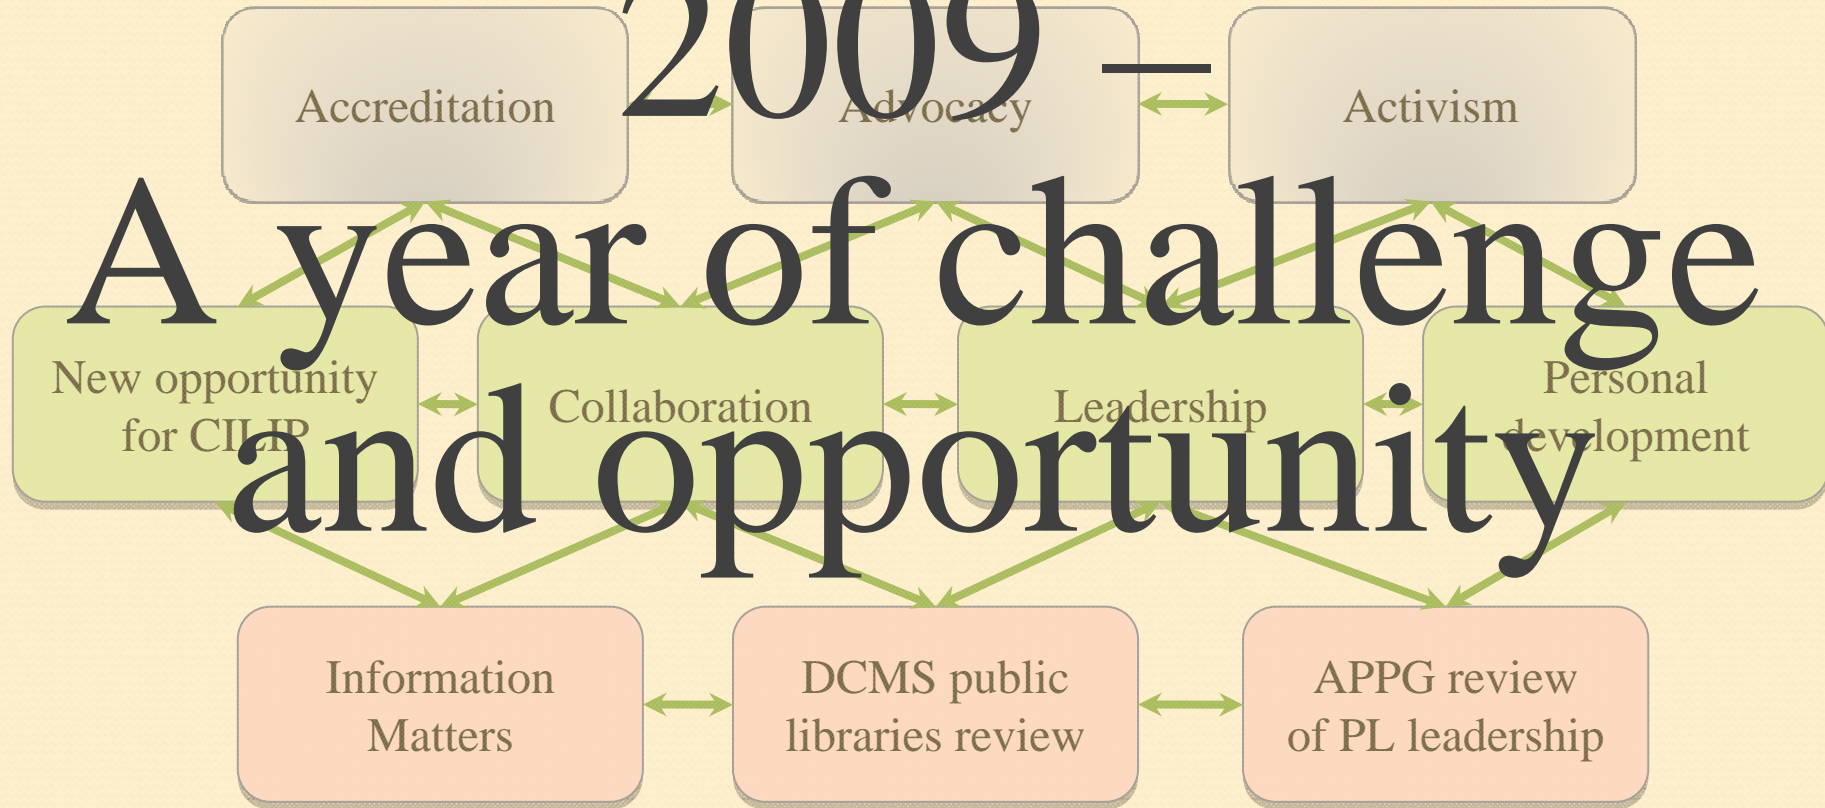 2009 –
A year of challenge
and opportunity
Accreditation
Advocacy
Activism
New opportunity
for CILIP
Collaboration
Leadership
Personal
development
Information
Matters
DCMS public
libraries review
APPG review
of PL leadership